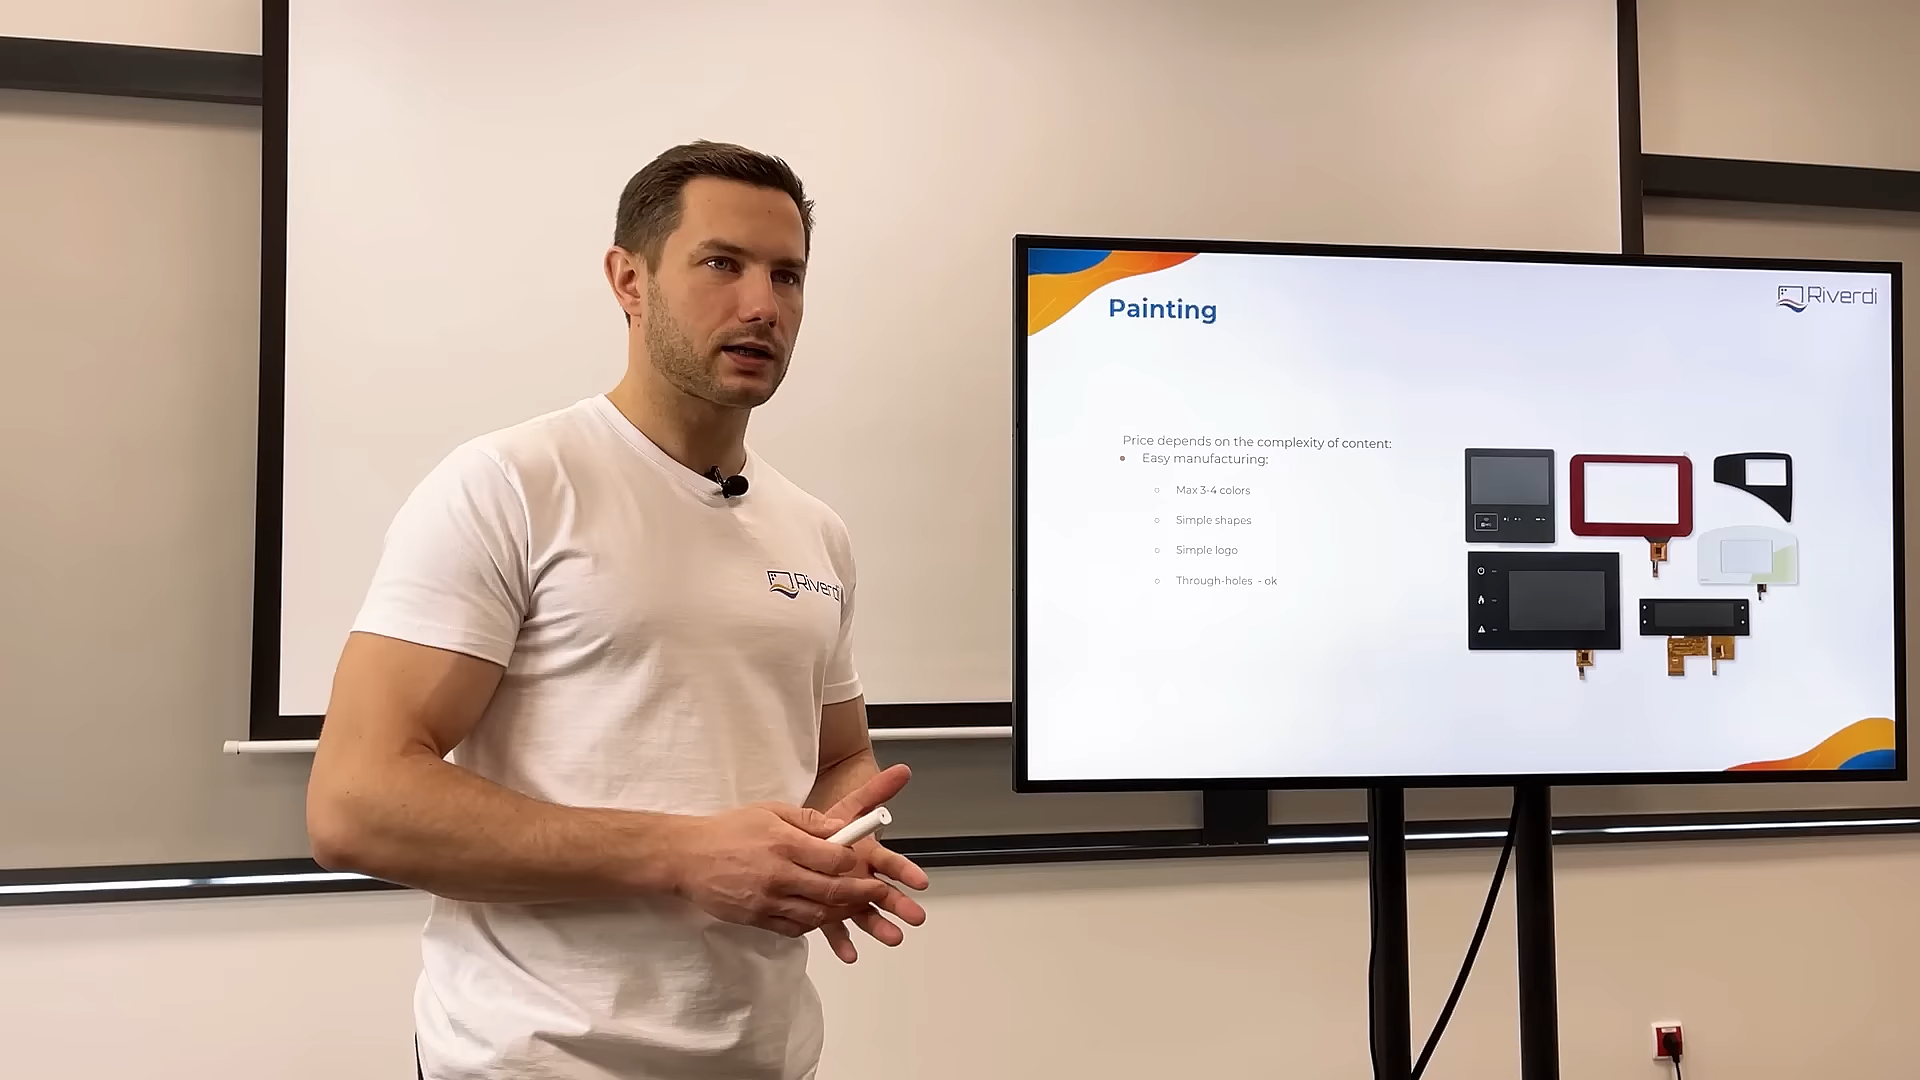 Painting
Riverdi
Price depends on the complexity of content:
Easy manufacturing:
Max 3-4 colors
Simple shapes
Simple logo
Through-holes - ok
Riverdi